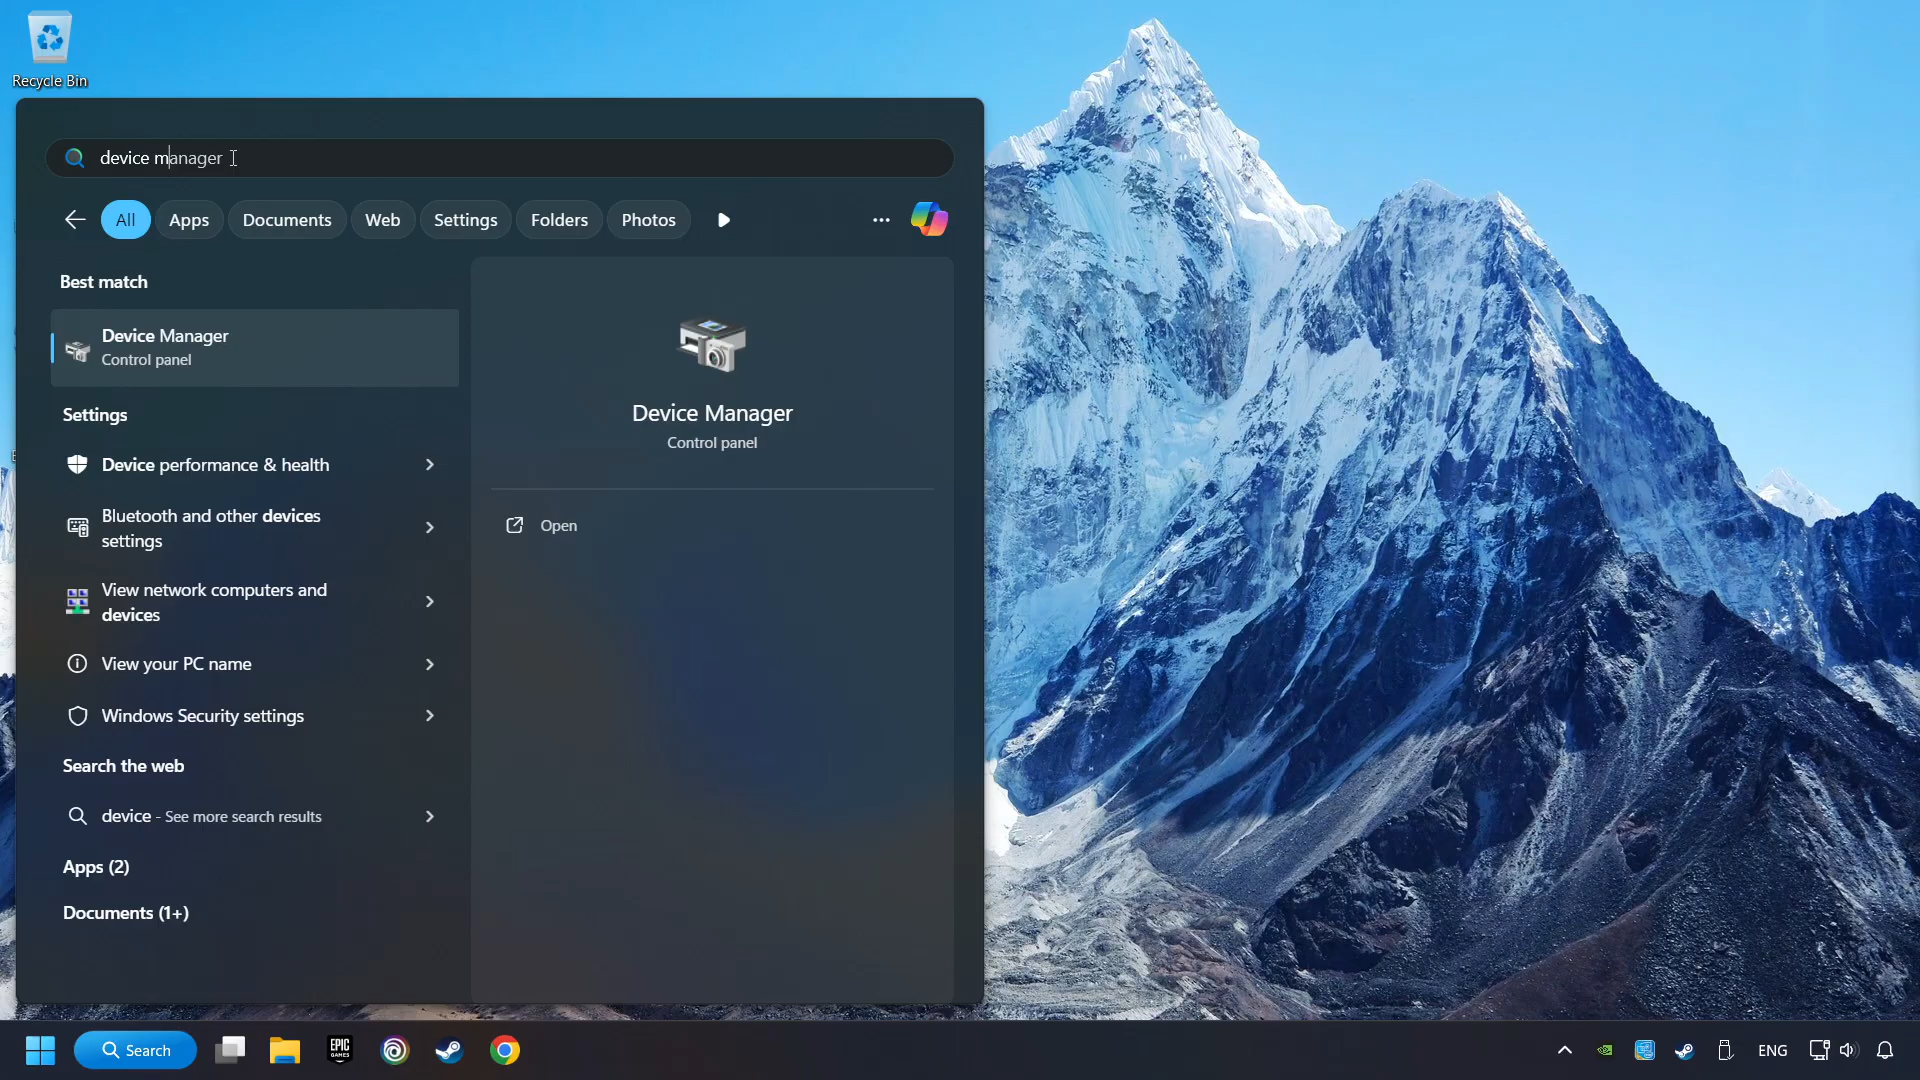 Recycle Bin
device manager
All
Apps
Documents
Web
Settings
Folders
Photos
Best match
Device Manager
Control panel
Settings
Device performance & health
Bluetooth and other devices
settings
View network computers and
devices
View your PC name
Windows Security settings
Search the web
device - See more search results
Apps (2)
Documents (1+)
Device Manager
Control panel
Open
Search
EPIC
GAMES
ENG